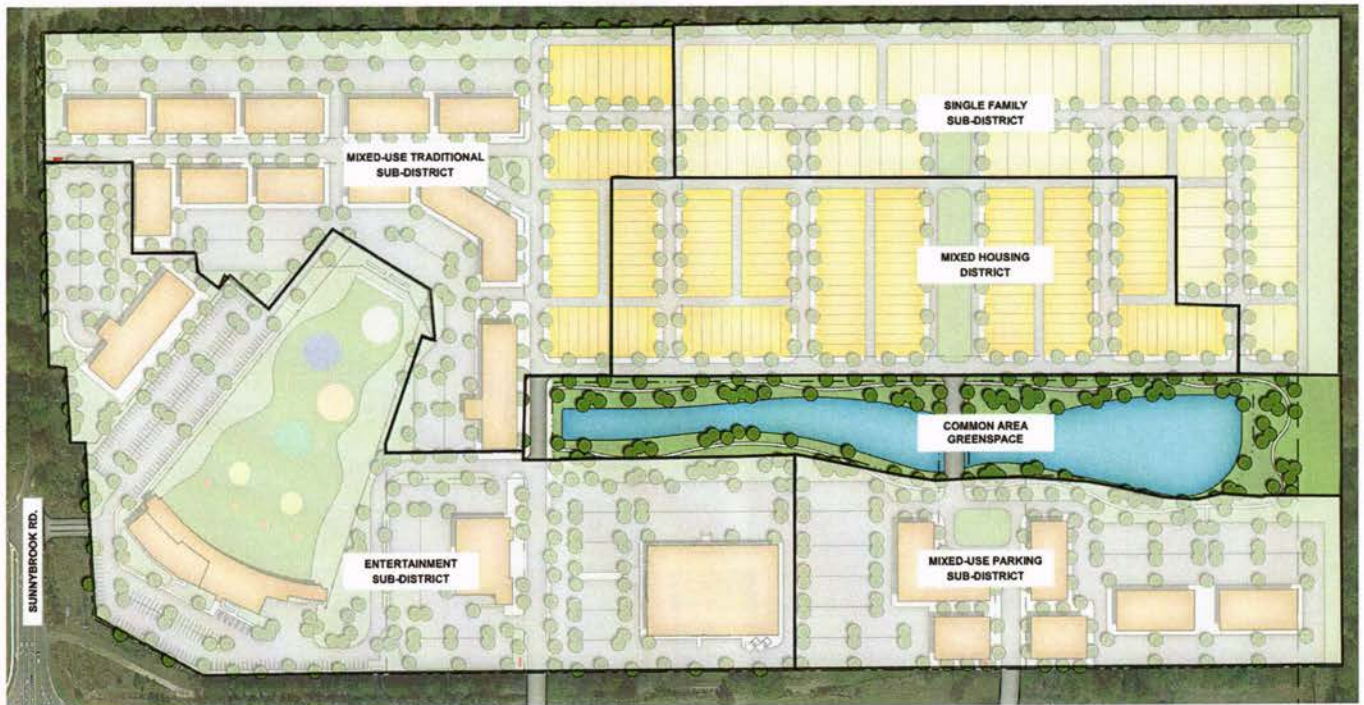 SINGLE FAMILY
SUB-DISTRICT
MIXED-USE TRADITIONAL
SUB-DISTRICT
MIXED HOUSING
DISTRICT
COMMON AREA
GREENSPACE
SUNNYBROOK RD.
ENTERTAINMENT
SUB-DISTRICT
MIXED-USE PARKING
SUB-DISTRICT